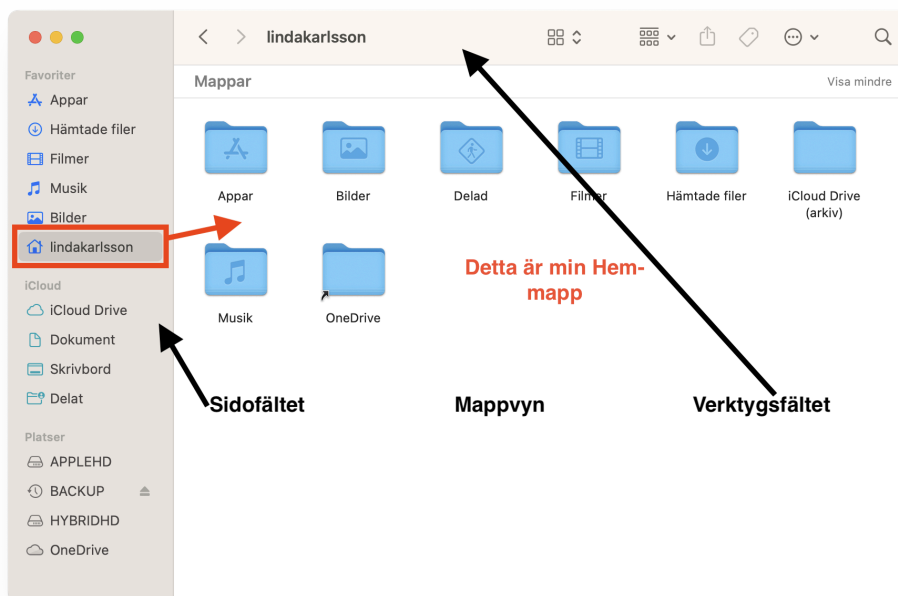 lindakarlsson
Favoriter
Appar
Hämtade filer
Filmer
Musik
Bilder
lindakarlsson
iCloud
iCloud Drive
Dokument
Skrivbord
Delat
Platser
APPLEHD
BACKUP
HYBRIDHD
OneDrive
Mappar
Visa mindre
Appar
Bilder
Delad
Filmer
Hämtade filer
iCloud Drive
(arkiv)
Musik
OneDrive
Detta är min Hem-
mapp
Sidofältet
Mappvyn
Verktygsfältet